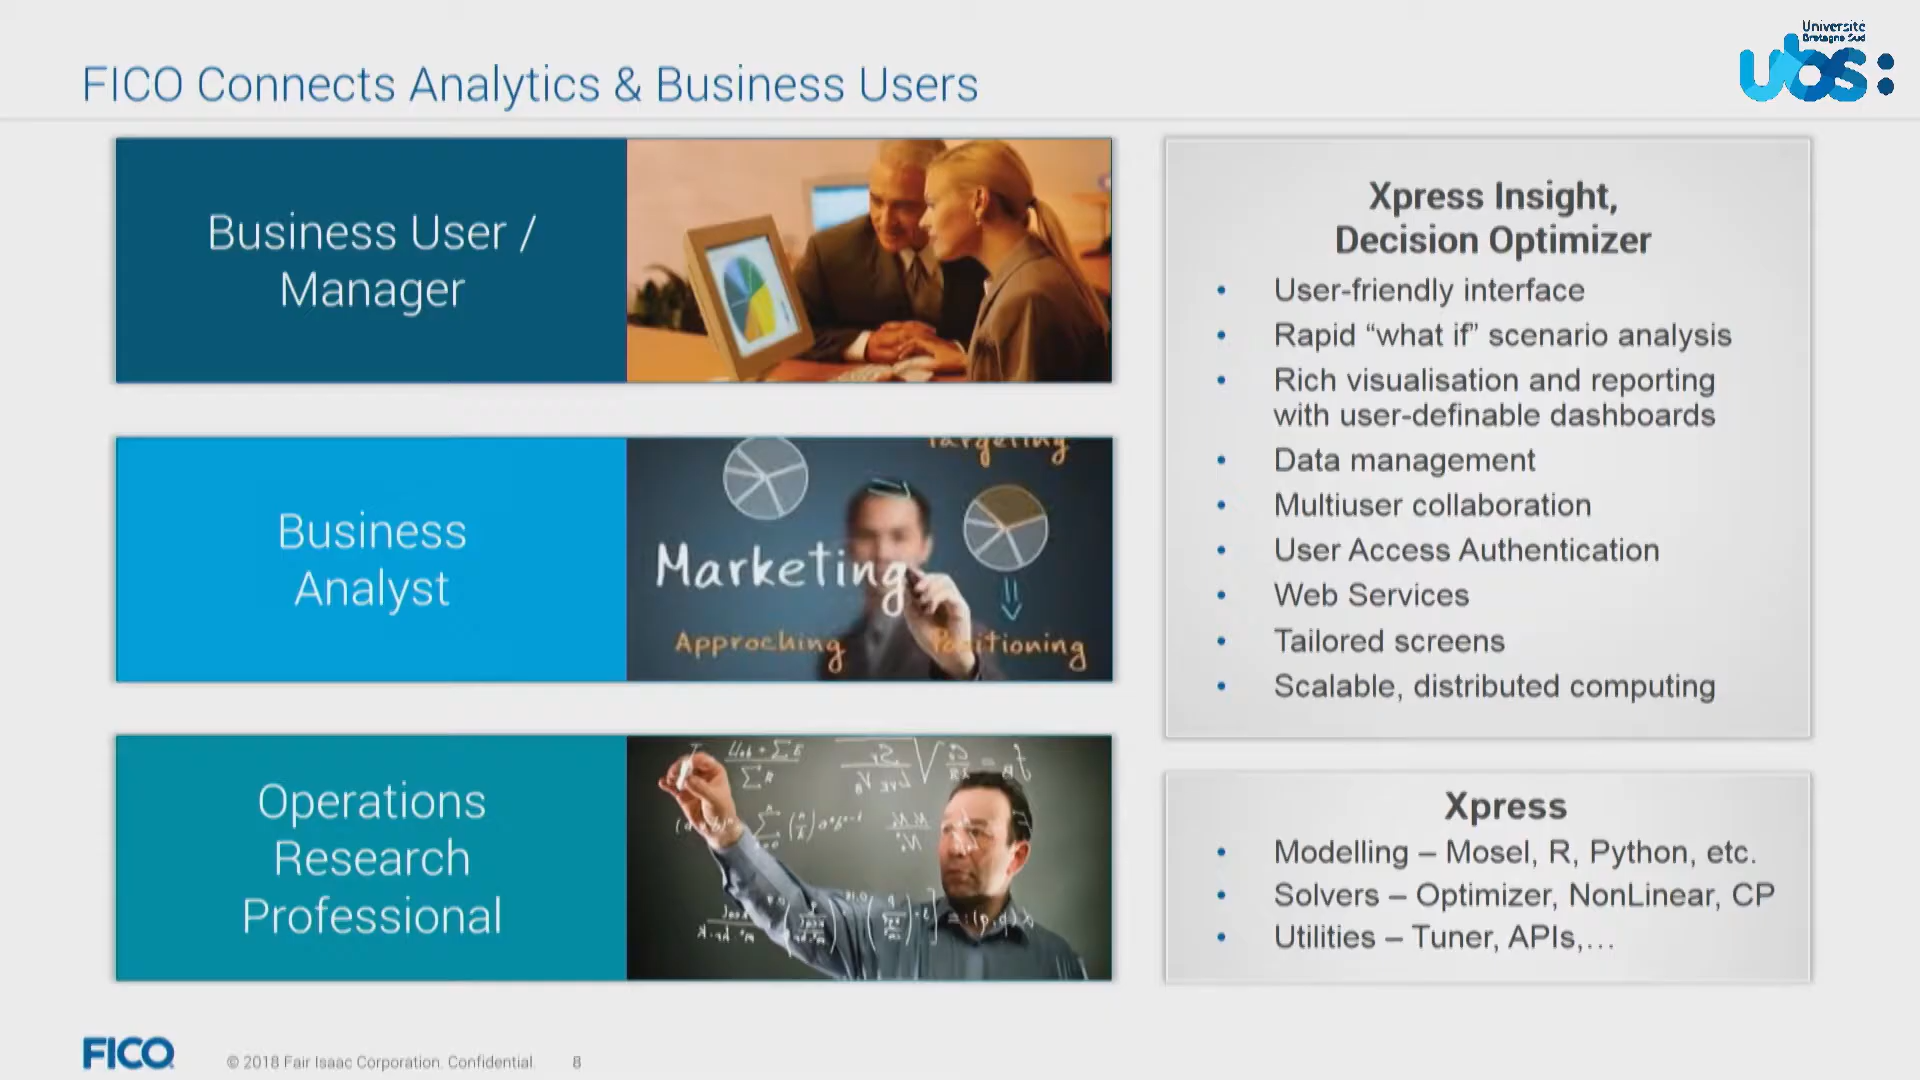 Université
Bretagne Sud
ubs:
FICO Connects Analytics & Business Users
Business User /
Manager
Xpress Insight,
Decision Optimizer
• User-friendly interface
• Rapid “what if” scenario analysis
• Rich visualisation and reporting
with user-definable dashboards
• Data management
• Multiuser collaboration
• User Access Authentication
• Web Services
• Tailored screens
• Scalable, distributed computing
Business
Analyst
Targeting
Marketing
Approching
Positioning
Operations
Research
Professional
Xpress
• Modelling – Mosel, R, Python, etc.
• Solvers – Optimizer, NonLinear, CP
• Utilities – Tuner, APIs,…
FICO
© 2018 Fair Isaac Corporation. Confidential.
8